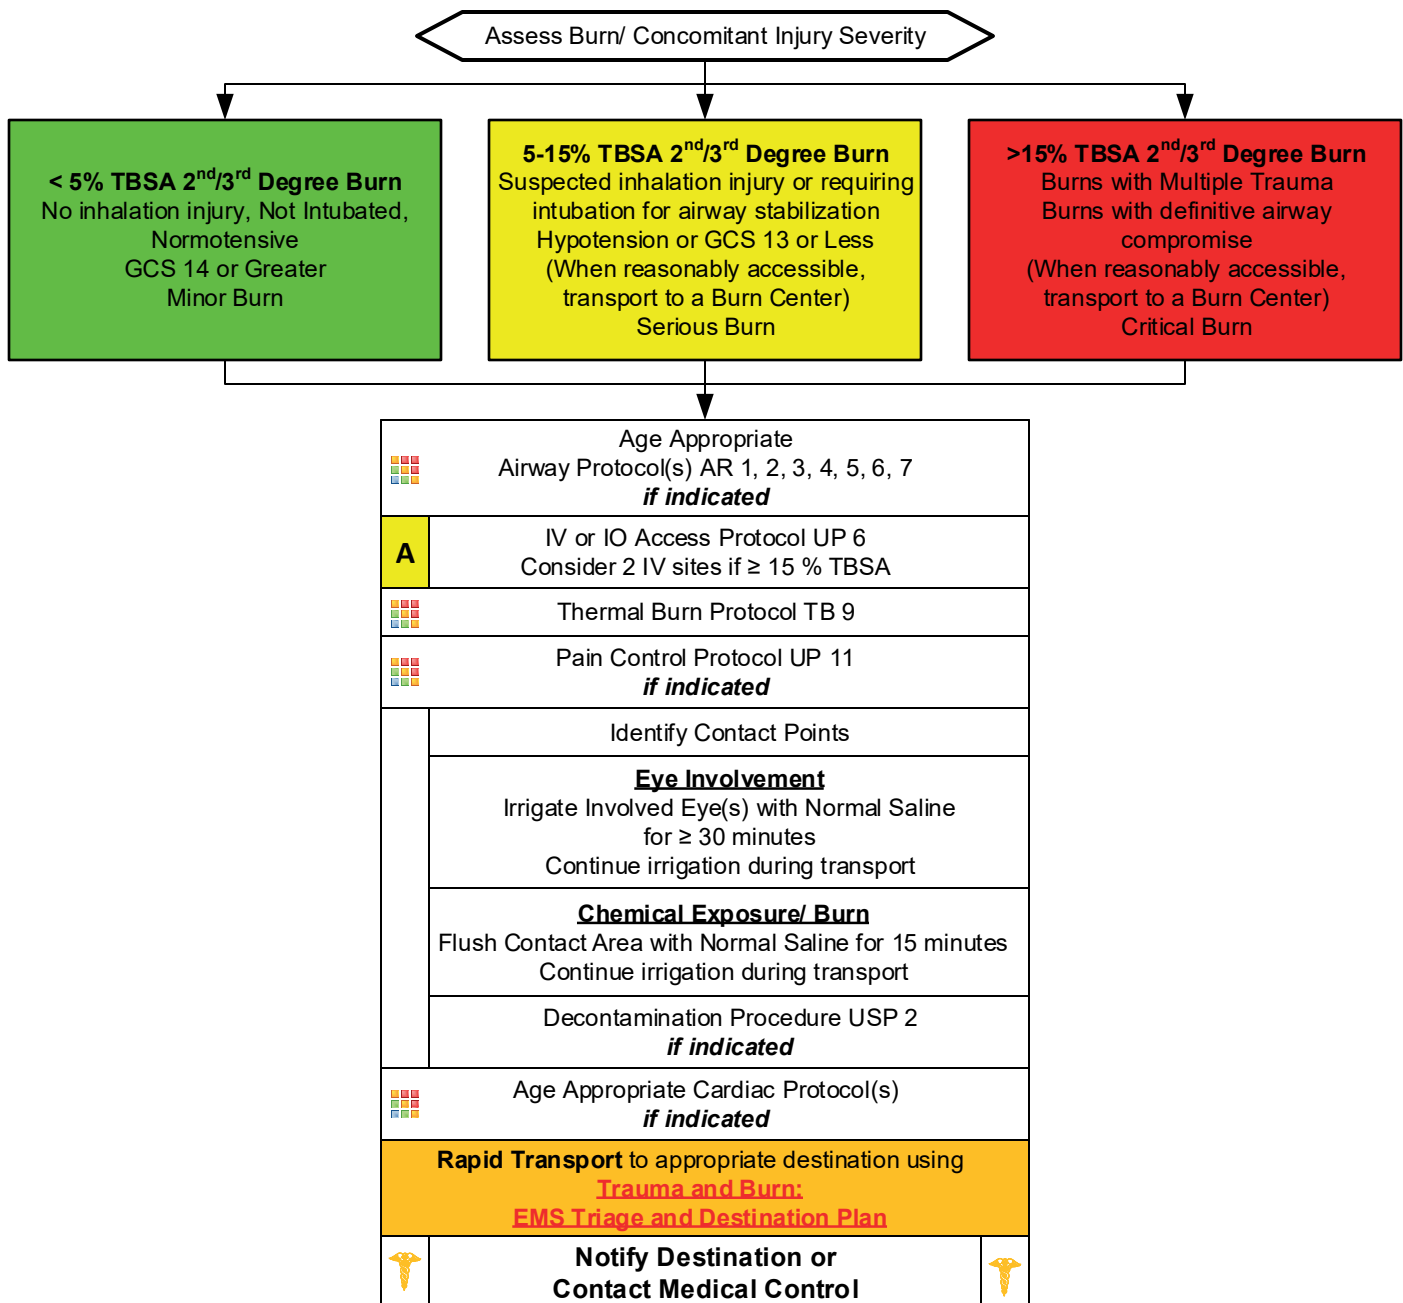 Assess Burn/ Concomitant Injury Severity
< 5% TBSA 2nd/3rd Degree Burn
No inhalation injury, Not Intubated,
Normotensive
GCS 14 or Greater
Minor Burn
5-15% TBSA 2nd/3rd Degree Burn
Suspected inhalation injury or requiring
intubation for airway stabilization
Hypotension or GCS 13 or Less
(When reasonably accessible,
transport to a Burn Center)
Serious Burn
>15% TBSA 2nd/3rd Degree Burn
Burns with Multiple Trauma
Burns with definitive airway
compromise
(When reasonably accessible,
transport to a Burn Center)
Critical Burn
Age Appropriate
Airway Protocol(s) AR 1, 2, 3, 4, 5, 6, 7
if indicated
A
IV or IO Access Protocol UP 6
Consider 2 IV sites if ≥ 15 % TBSA
Thermal Burn Protocol TB 9
Pain Control Protocol UP 11
if indicated
Identify Contact Points
Eye Involvement
Irrigate Involved Eye(s) with Normal Saline
for ≥ 30 minutes
Continue irrigation during transport
Chemical Exposure/ Burn
Flush Contact Area with Normal Saline for 15 minutes
Continue irrigation during transport
Decontamination Procedure USP 2
if indicated
Age Appropriate Cardiac Protocol(s)
if indicated
Rapid Transport to appropriate destination using
Trauma and Burn:
EMS Triage and Destination Plan
Notify Destination or
Contact Medical Control